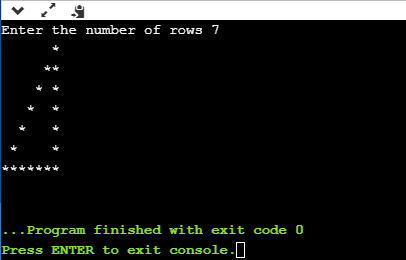 Enter the number of rows 7
      *
     **
    * *
   *  *
  *   *
 *    *
*******
...Program finished with exit code 0
Press ENTER to exit console.